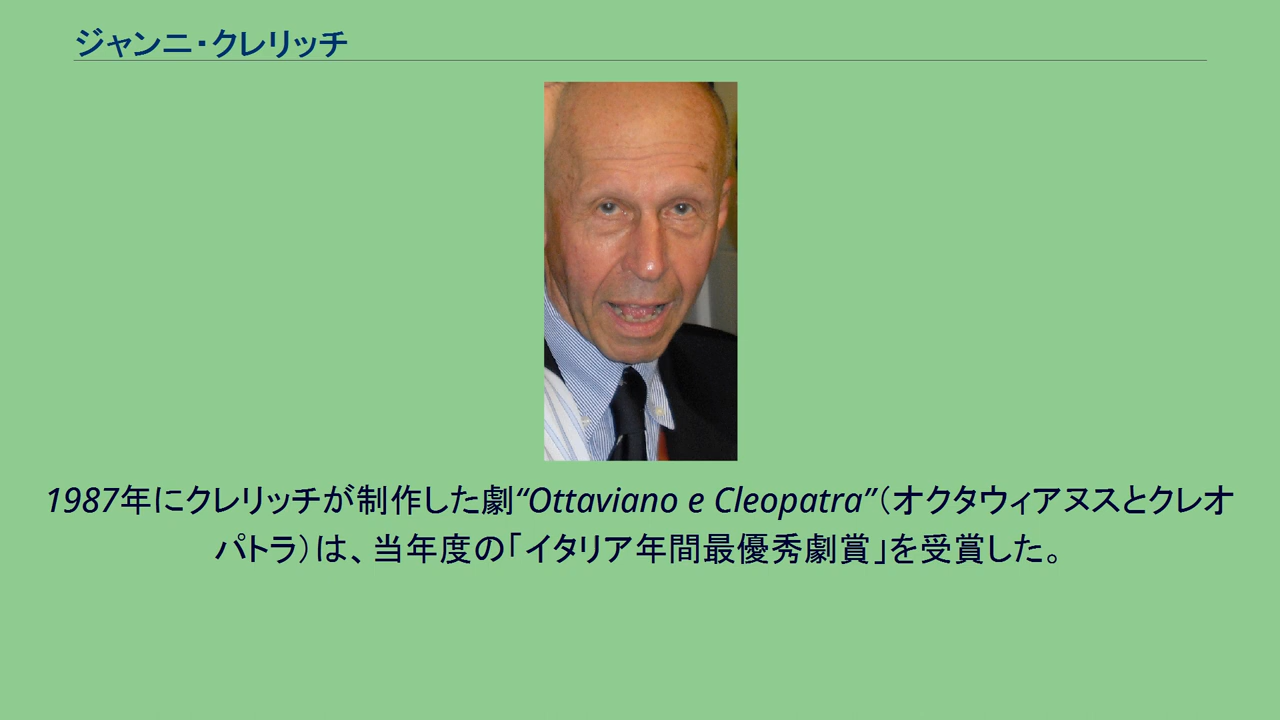 ジャンニ・クレリッチ
1987年にクレリッチが制作した劇“Ottaviano e Cleopatra”（オクタウィアヌスとクレオ
パトラ）は、当年度の「イタリア年間最優秀劇賞」を受賞した。